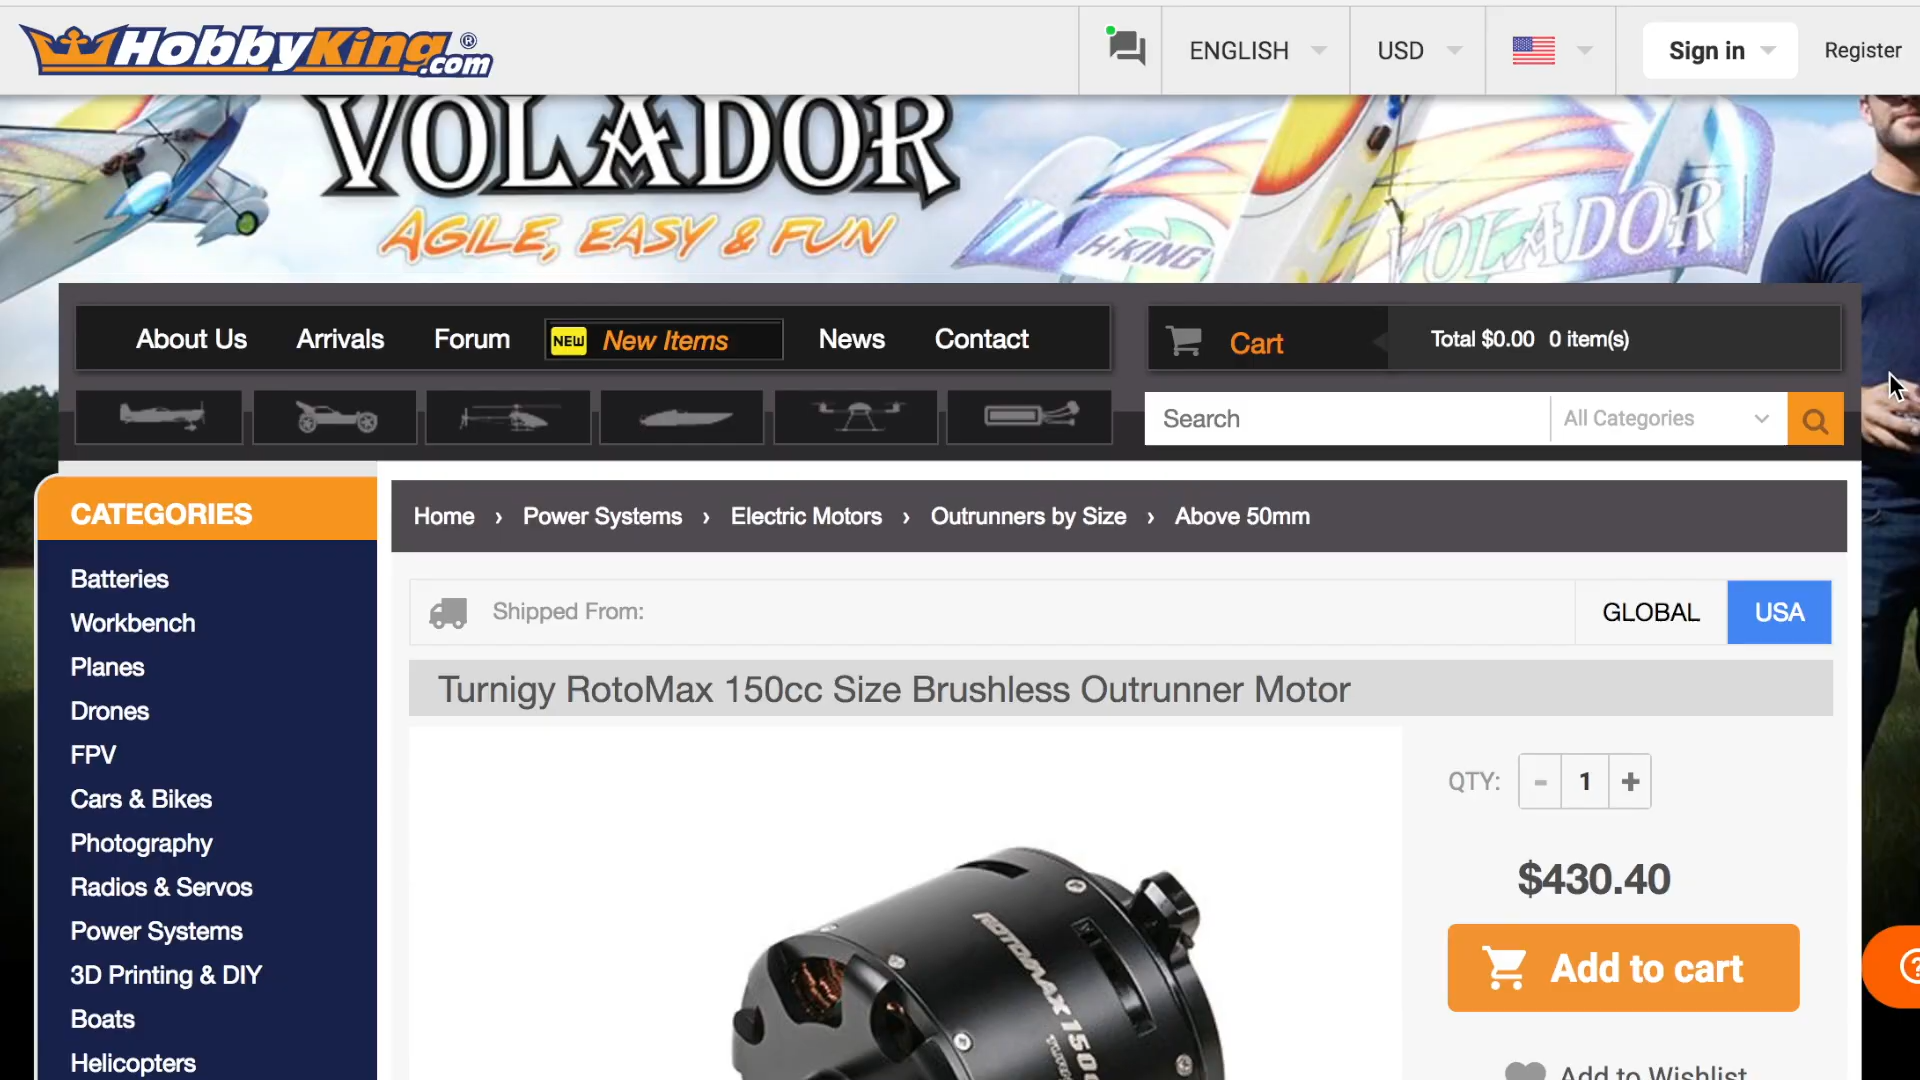 HobbyKing.com®
ENGLISH
USD
Sign in
Register
VOLADOR
AGILE, EASY & FUN
H-KING
VOLADOR
About Us
Arrivals
Forum
NEW New Items
News
Contact
Cart
Total $0.00 0 item(s)
Search
All Categories
CATEGORIES
Home › Power Systems › Electric Motors › Outrunners by Size › Above 50mm
Batteries
Workbench
Planes
Drones
FPV
Cars & Bikes
Photography
Radios & Servos
Power Systems
3D Printing & DIY
Boats
Helicopters
Shipped From:
GLOBAL
USA
Turnigy RotoMax 150cc Size Brushless Outrunner Motor
QTY:
- 1 +
$430.40
Add to cart
Add to Wishlist
ROTOMAX